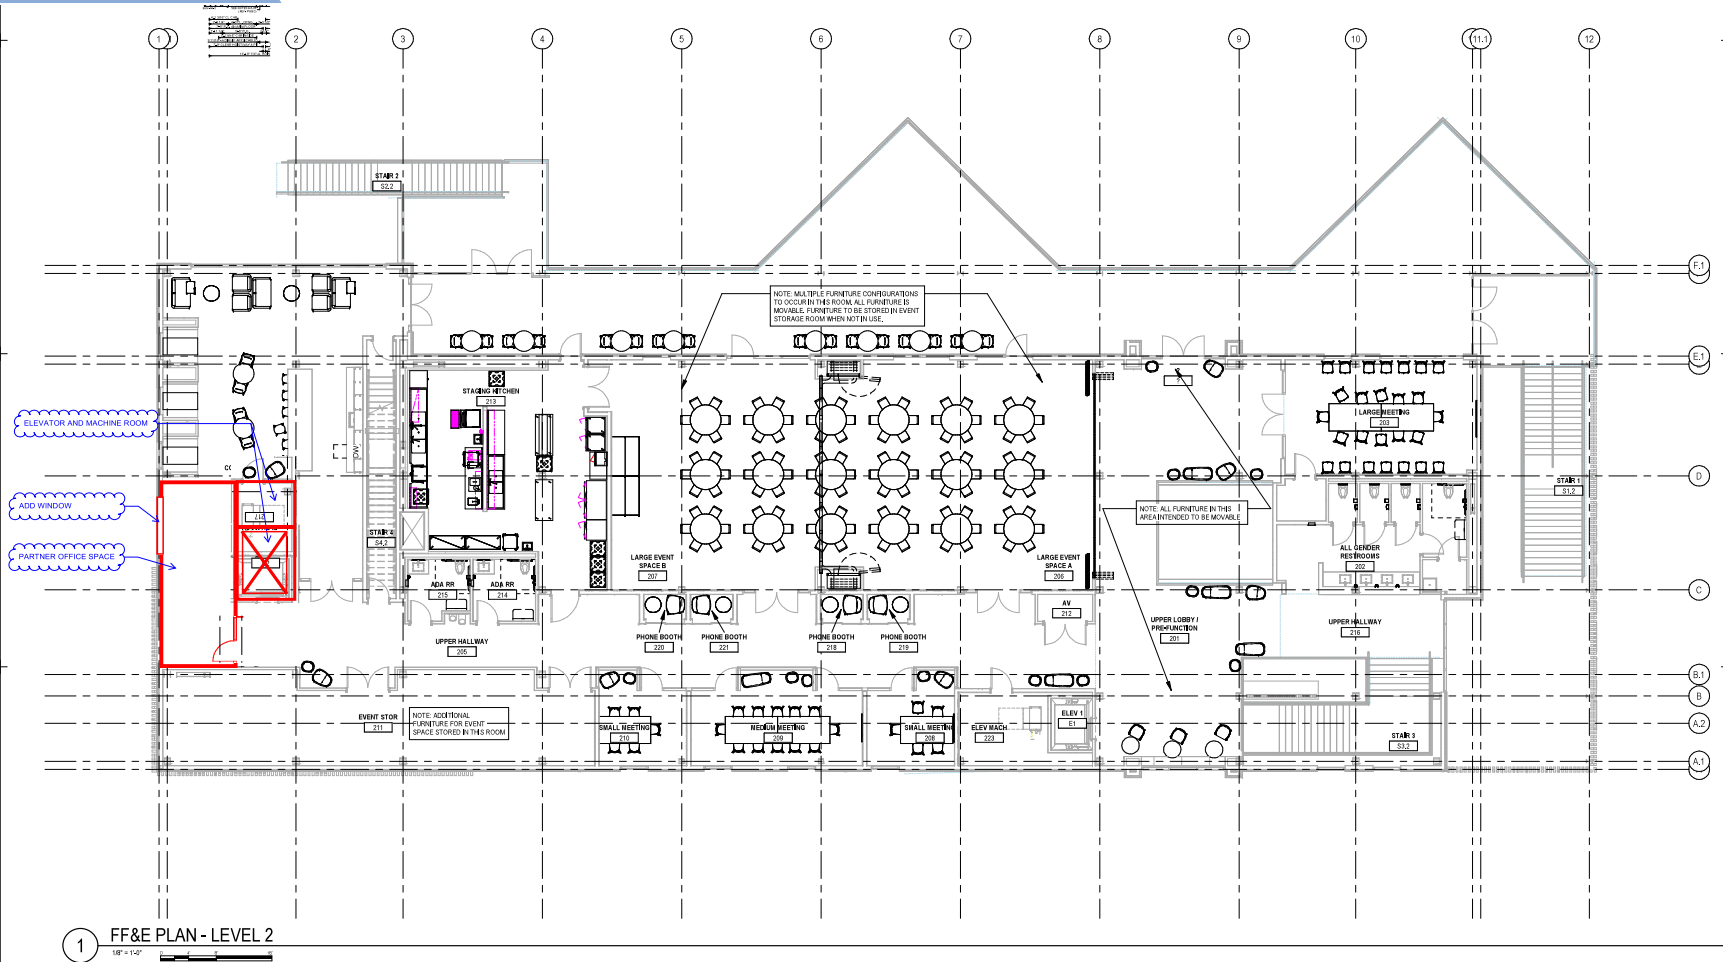 1
2
3
4
5
6
7
8
9
10
11.1
12
STAIR 2
S2.2
F.1
NOTE: MULTIPLE FURNITURE CONFIGURATIONS
TO OCCUR IN THIS ROOM. ALL FURNITURE IS
MOVABLE. FURNITURE TO BE STORED IN EVENT
STORAGE ROOM WHEN NOT IN USE.
E.1
STAGING KITCHEN
213
LARGE MEETING
203
ELEVATOR AND MACHINE ROOM
D
STAIR 1
S1.2
ADD WINDOW
217
NOTE: ALL FURNITURE IN THIS
AREA INTENDED TO BE MOVABLE
STAIR 4
S4.2
PARTNER OFFICE SPACE
LARGE EVENT
SPACE B
207
LARGE EVENT
SPACE A
206
ALL GENDER
RESTROOMS
202
ADA RR
215
ADA RR
214
C
AV
212
UPPER HALLWAY
205
PHONE BOOTH
220
PHONE BOOTH
221
PHONE BOOTH
218
PHONE BOOTH
219
UPPER LOBBY /
PRE-FUNCTION
201
UPPER HALLWAY
216
B.1
B
EVENT STOR
211
NOTE: ADDITIONAL
FURNITURE FOR EVENT
SPACE STORED IN THIS ROOM
SMALL MEETING
210
MEDIUM MEETING
209
SMALL MEETING
208
ELEV MACH
223
ELEV 1
E1
A.2
STAIR 3
S3.2
A.1
1
FF&E PLAN - LEVEL 2
1/8" = 1'-0"